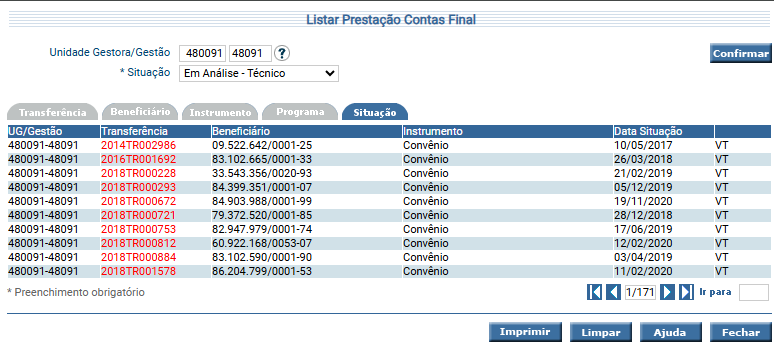 Listar Prestação Contas Final
Unidade Gestora/Gestão 480091 48091 ?
Confirmar
* Situação Em Análise - Técnico
Transferência Beneficiário Instrumento Programa Situação
UG/Gestão Transferência Beneficiário Instrumento Data Situação
480091-48091 2014TR002986 09.522.642/0001-25 Convênio 10/05/2017 VT
480091-48091 2016TR001692 83.102.665/0001-33 Convênio 26/03/2018 VT
480091-48091 2018TR000228 33.543.356/0020-93 Convênio 21/02/2019 VT
480091-48091 2018TR000293 84.399.351/0001-07 Convênio 05/12/2019 VT
480091-48091 2018TR000672 84.903.988/0001-99 Convênio 19/11/2020 VT
480091-48091 2018TR000721 79.372.520/0001-85 Convênio 28/12/2018 VT
480091-48091 2018TR000753 82.947.979/0001-74 Convênio 17/06/2019 VT
480091-48091 2018TR000812 60.922.168/0053-07 Convênio 12/02/2020 VT
480091-48091 2018TR000884 83.102.590/0001-90 Convênio 03/04/2019 VT
480091-48091 2018TR001578 86.204.799/0001-53 Convênio 11/02/2020 VT
* Preenchimento obrigatório 1/171 Ir para
Imprimir Limpar Ajuda Fechar